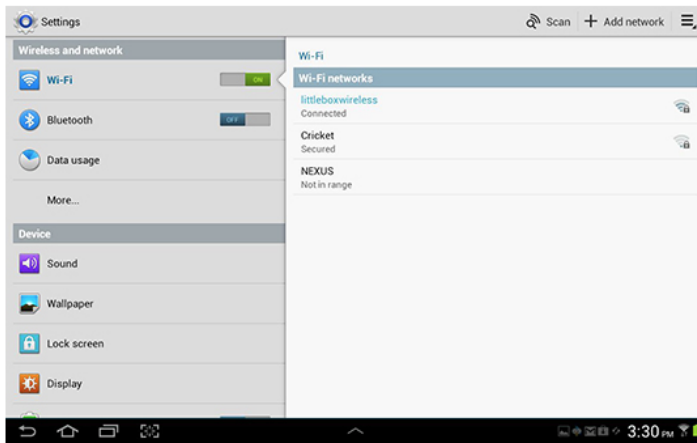 Settings
Scan
Add network
Wireless and network
Wi-Fi
ON
Bluetooth
OFF
Data usage
More...
Device
Sound
Wallpaper
Lock screen
Display
Wi-Fi
Wi-Fi networks
littleboxwireless
Connected
Cricket
Secured
NEXUS
Not in range
3:30 PM